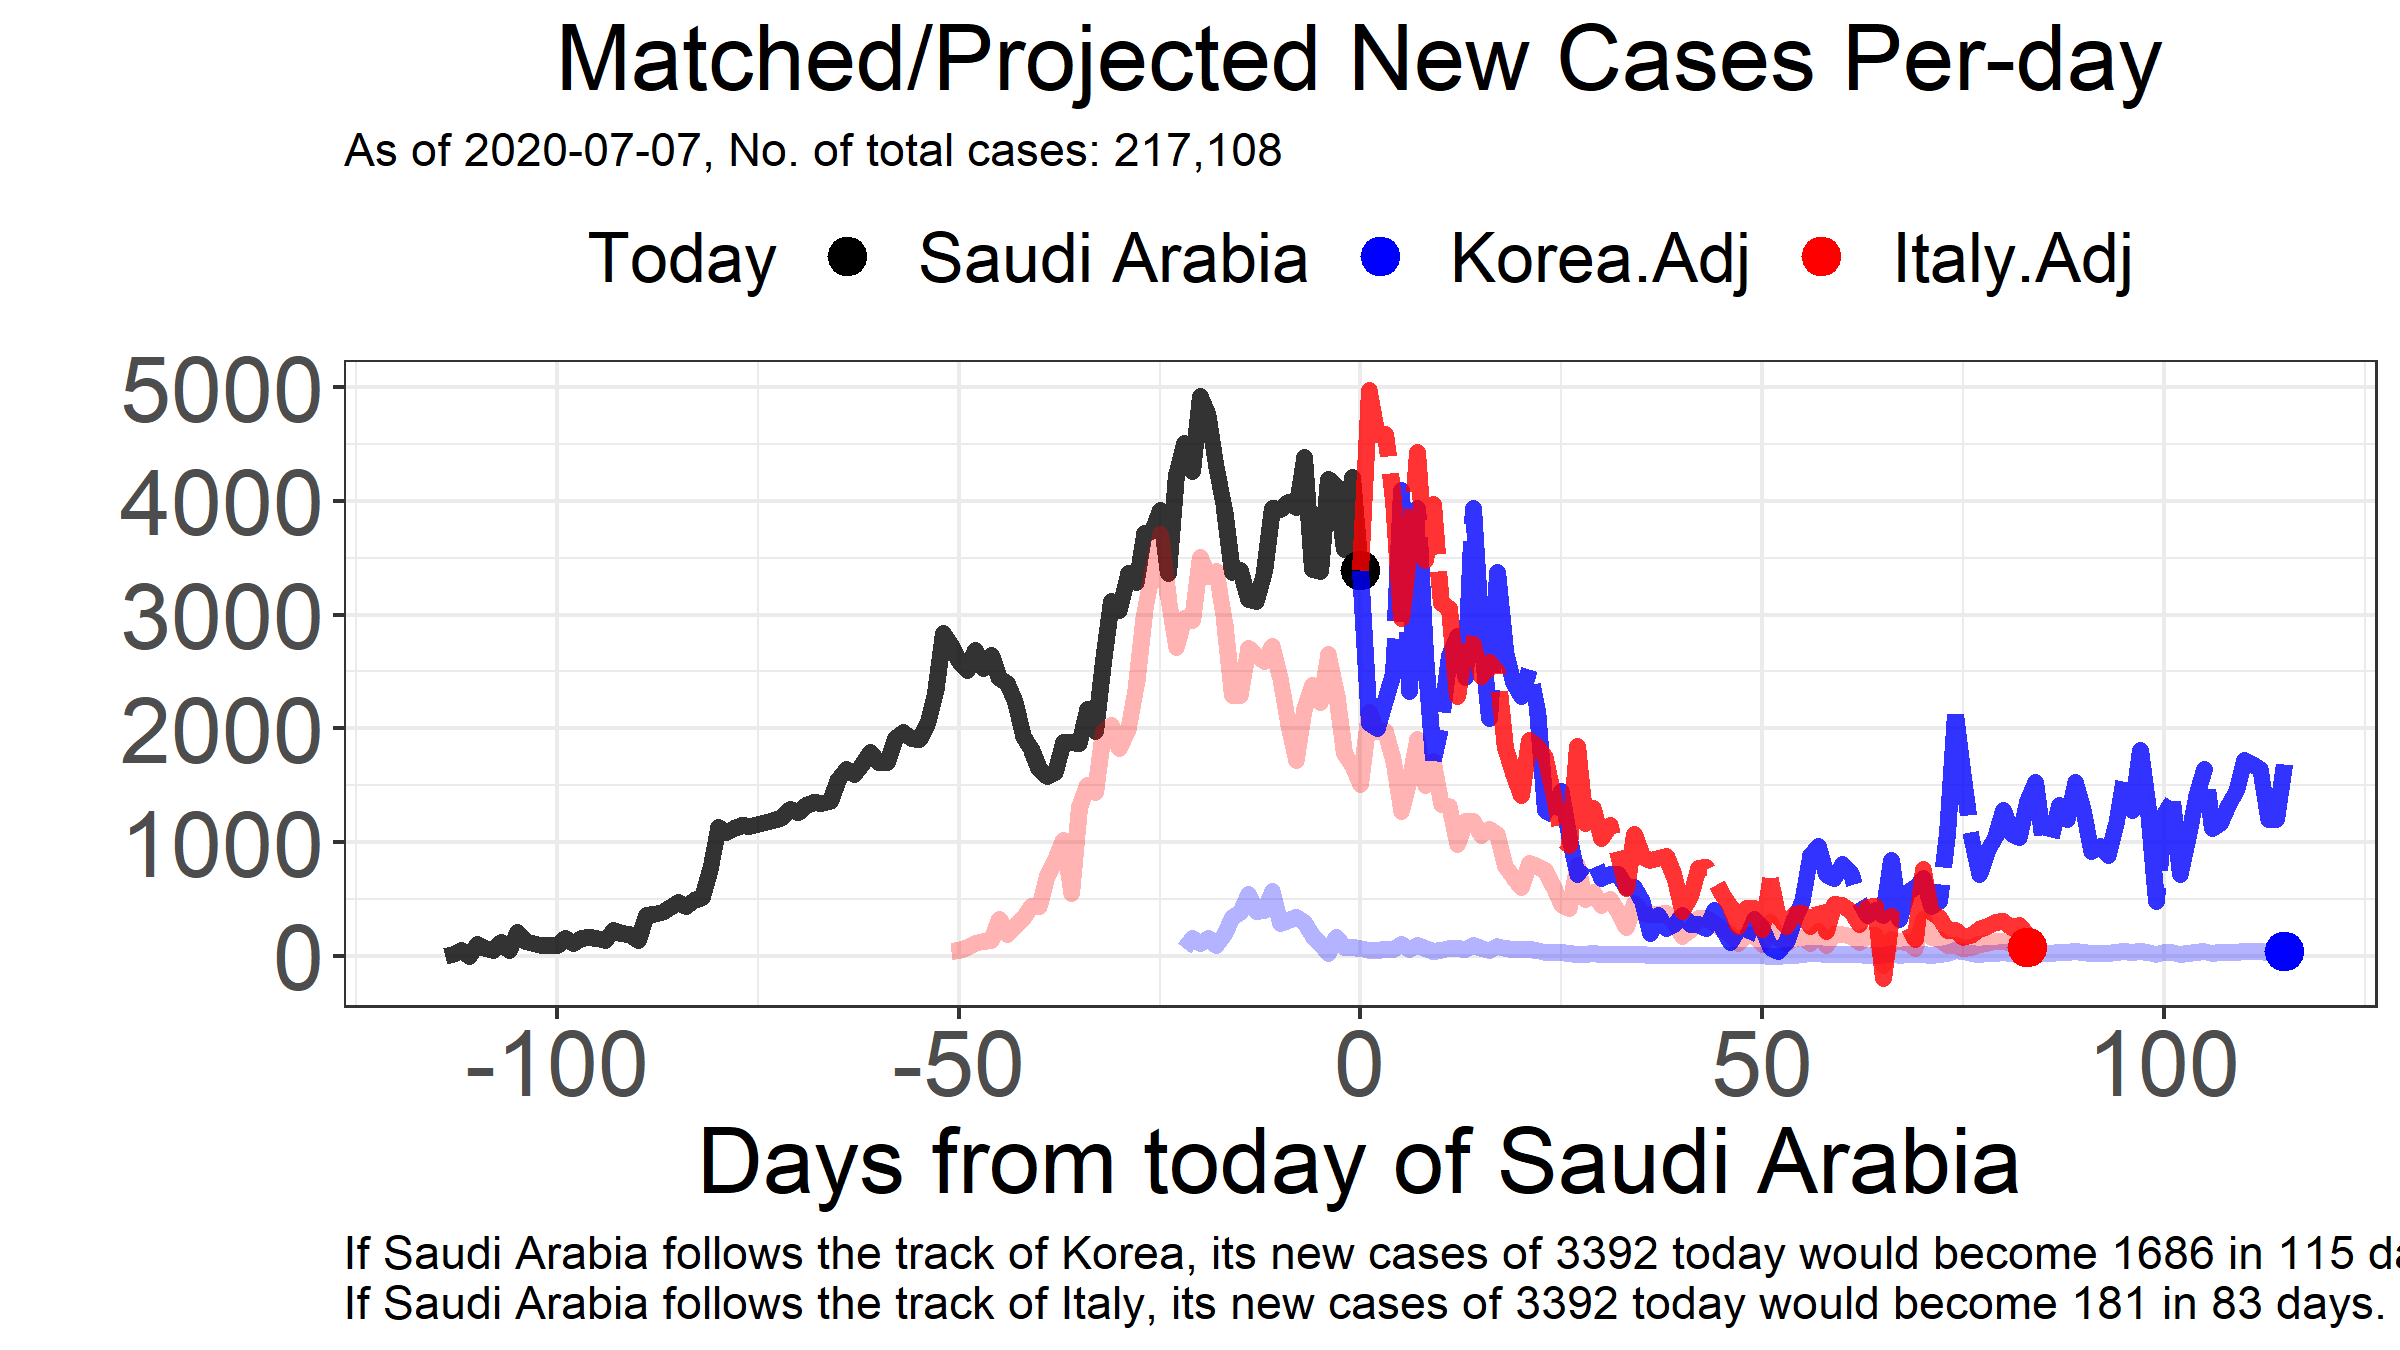 Matched/Projected New Cases Per-day
As of 2020-07-07, No. of total cases: 217,108
Today Saudi Arabia Korea.Adj Italy.Adj
5000
4000
3000
2000
1000
0
-100 -50 0 50 100
Days from today of Saudi Arabia
If Saudi Arabia follows the track of Korea, its new cases of 3392 today would become 1686 in 115 da
If Saudi Arabia follows the track of Italy, its new cases of 3392 today would become 181 in 83 days.